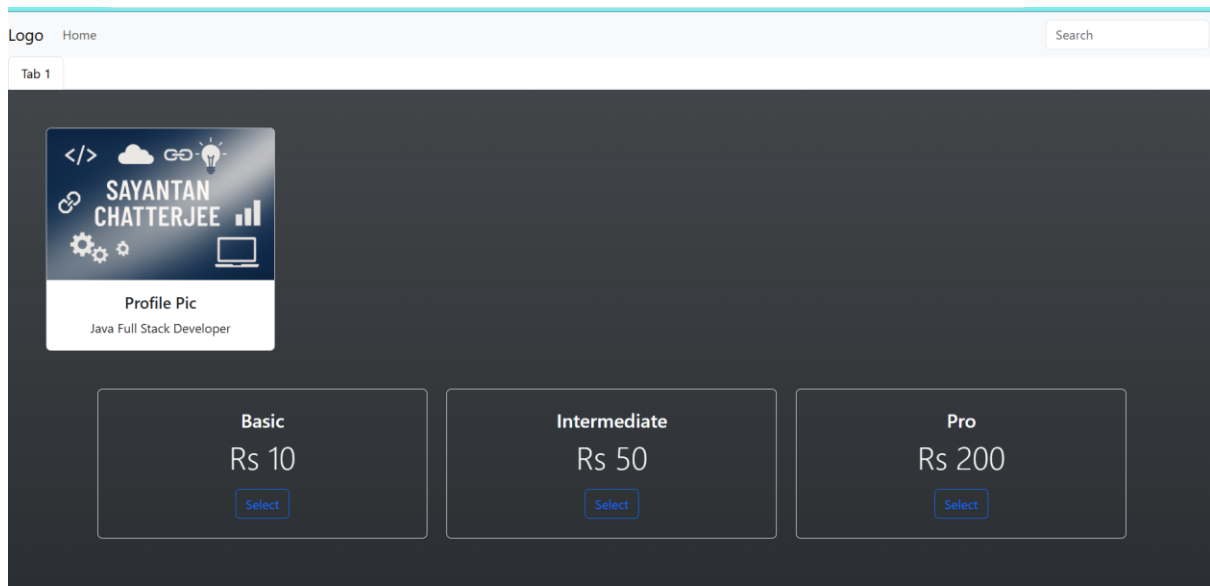 Logo Home Search
Tab 1
</>
SAYANTAN
CHATTERJEE
Profile Pic
Java Full Stack Developer
Basic
Rs 10
Select
Intermediate
Rs 50
Select
Pro
Rs 200
Select